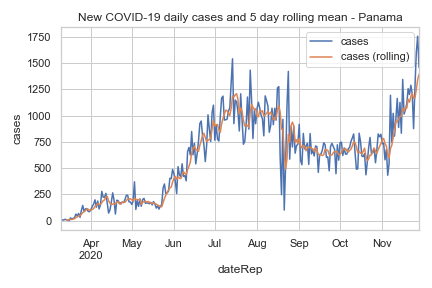 New COVID-19 daily cases and 5 day rolling mean - Panama
cases
cases (rolling)
1750
1500
1250
1000
750
500
250
0
cases
Apr
2020
May
Jun
Jul
Aug
Sep
Oct
Nov
dateRep